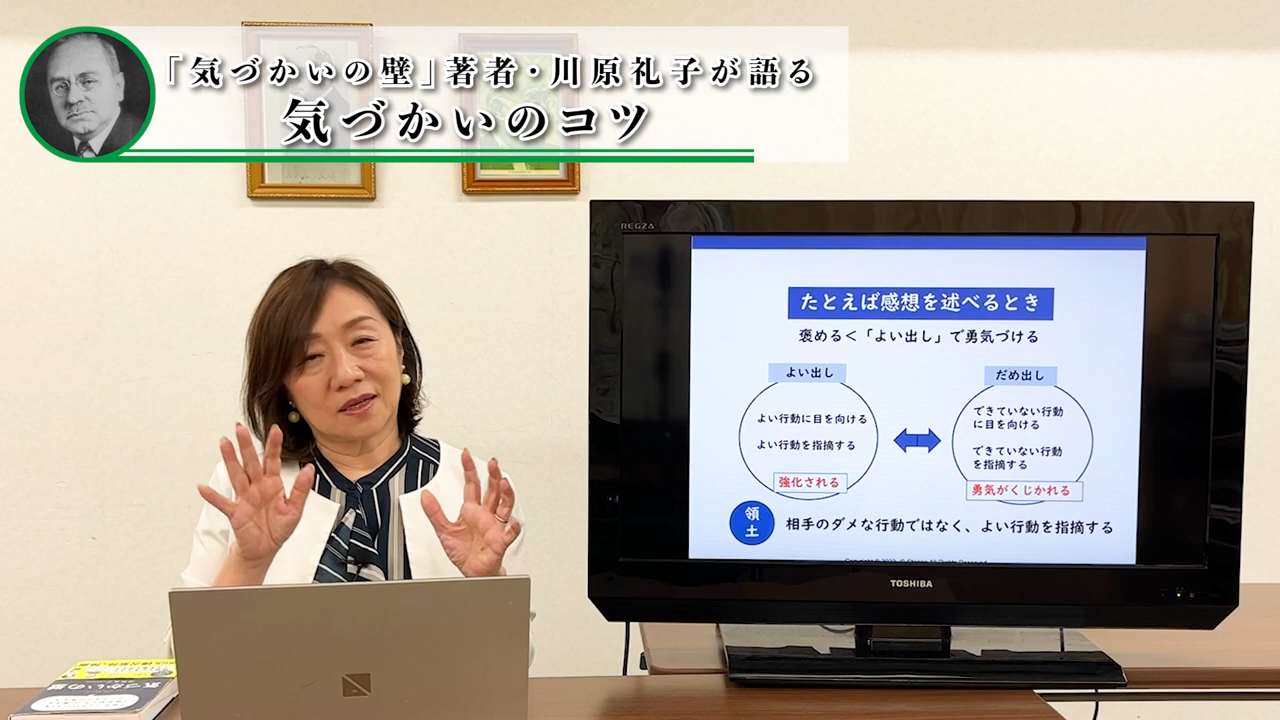 「気づかいの壁」著者・川原礼子が語る
気づかいのコツ
REGZA
たとえば感想を述べるとき
褒める＜「よい出し」で勇気づける
よい出し
よい行動に目を向ける
よい行動を指摘する
強化される
だめ出し
できていない行動
に目を向ける
できていない行動
を指摘する
勇気がくじかれる
領土
相手のダメな行動ではなく、よい行動を指摘する
TOSHIBA
気づかいの壁